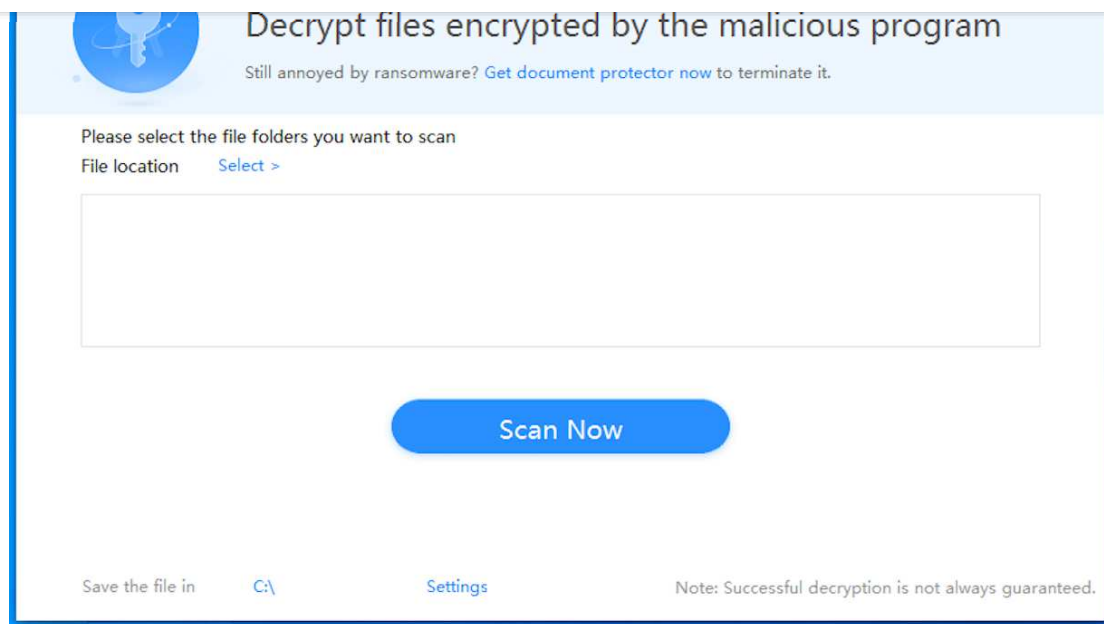 Decrypt files encrypted by the malicious program
Still annoyed by ransomware? Get document protector now to terminate it.
Please select the file folders you want to scan
File location Select >
Scan Now
Save the file in C:\ Settings Note: Successful decryption is not always guaranteed.